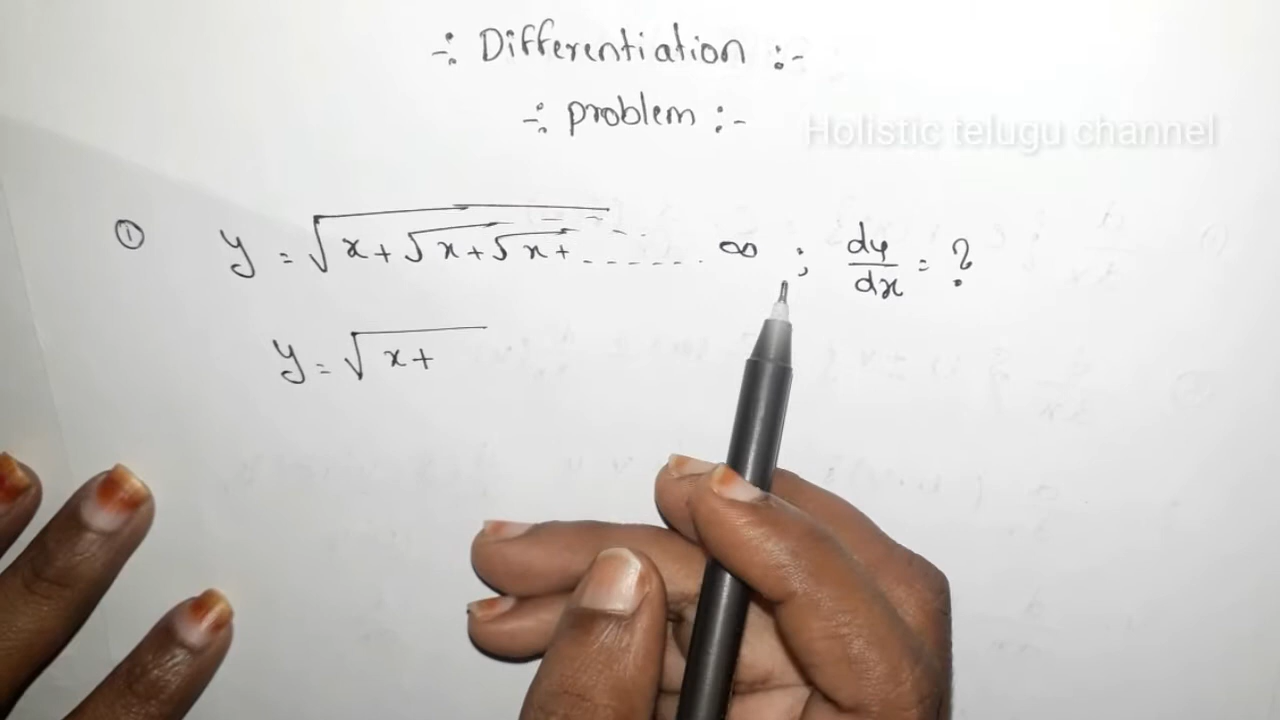 -: Differentiation :-
-: problem :-
Holistic telugu channel
① y = √x+√x+√x+....... ∞ ; dy/dx = ?
y = √x+